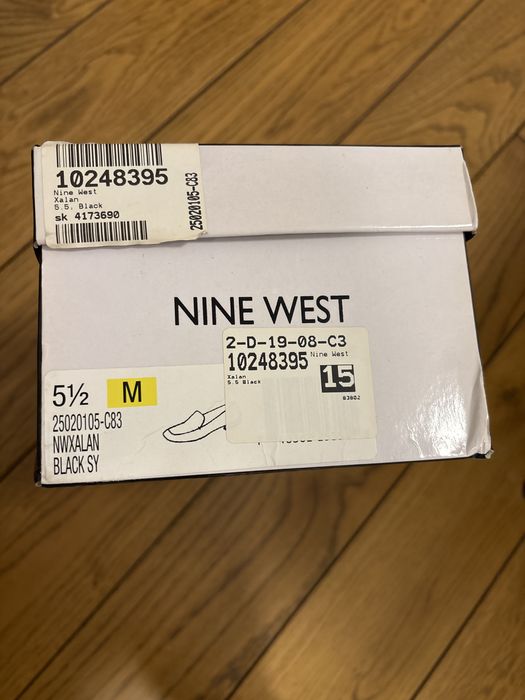 10248395
Nine West
Xalan
5.5. Black
sk 4173690
25020105-C83
NINE WEST
2-D-19-08-C3
10248395 Nine West
Xalan
5.5 Black
15
83802
5½ M
25020105-C83
NWXALAN
BLACK SY